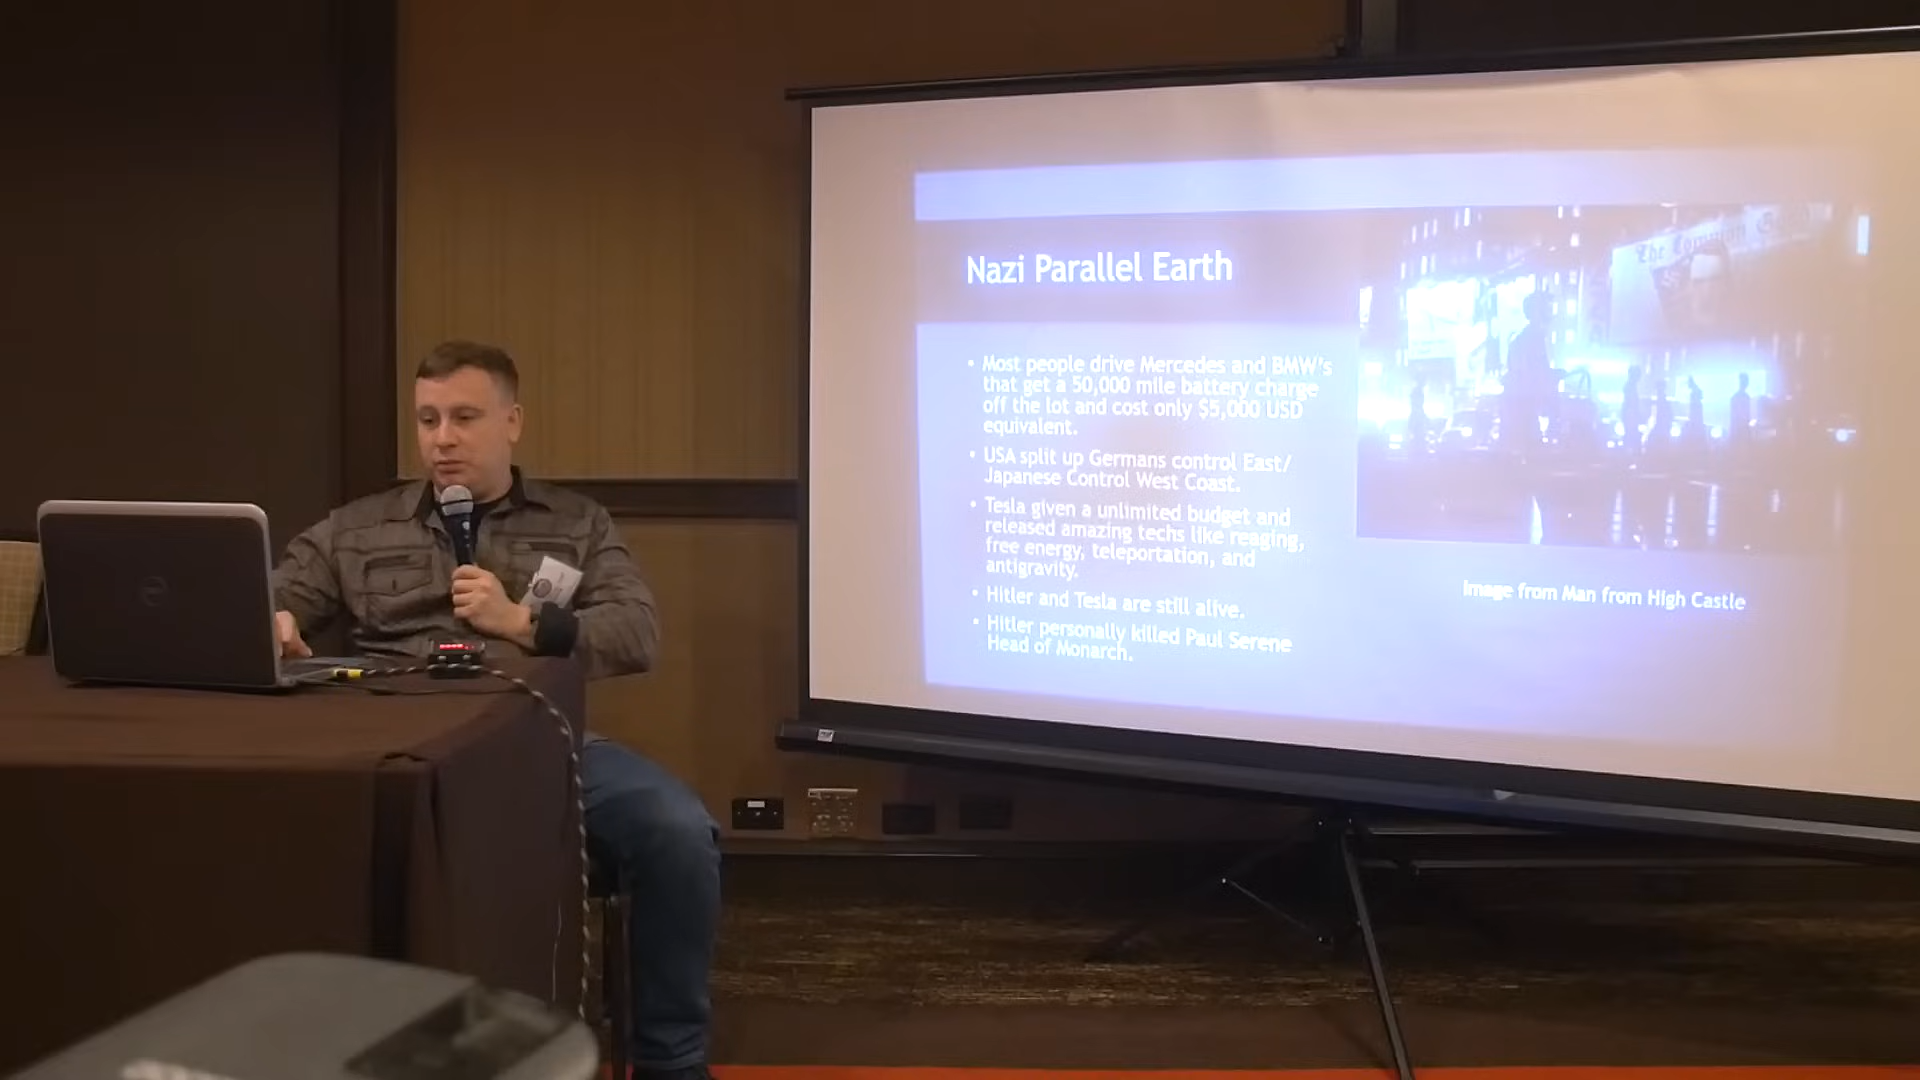 Nazi Parallel Earth
• Most people drive Mercedes and BMW's
that get a 50,000 mile battery charge
off the lot and cost only $5,000 USD
equivalent.
• USA split up Germans control East/
Japanese Control West Coast.
• Tesla given a unlimited budget and
released amazing techs like reaging,
free energy, teleportation, and
antigravity.
• Hitler and Tesla are still alive.
• Hitler personally killed Paul Serene
Head of Monarch.
The Common
Image from Man from High Castle